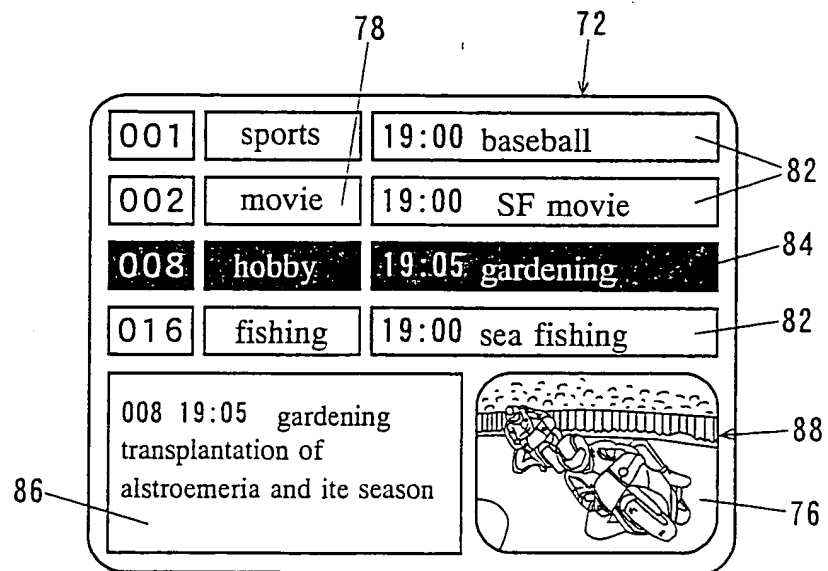 78
72
001 sports 19:00 baseball
82
002 movie 19:00 SF movie
008 hobby 19:05 gardening
84
016 fishing 19:00 sea fishing
82
008 19:05 gardening
transplantation of
alstroemeria and ite season
86
88
76